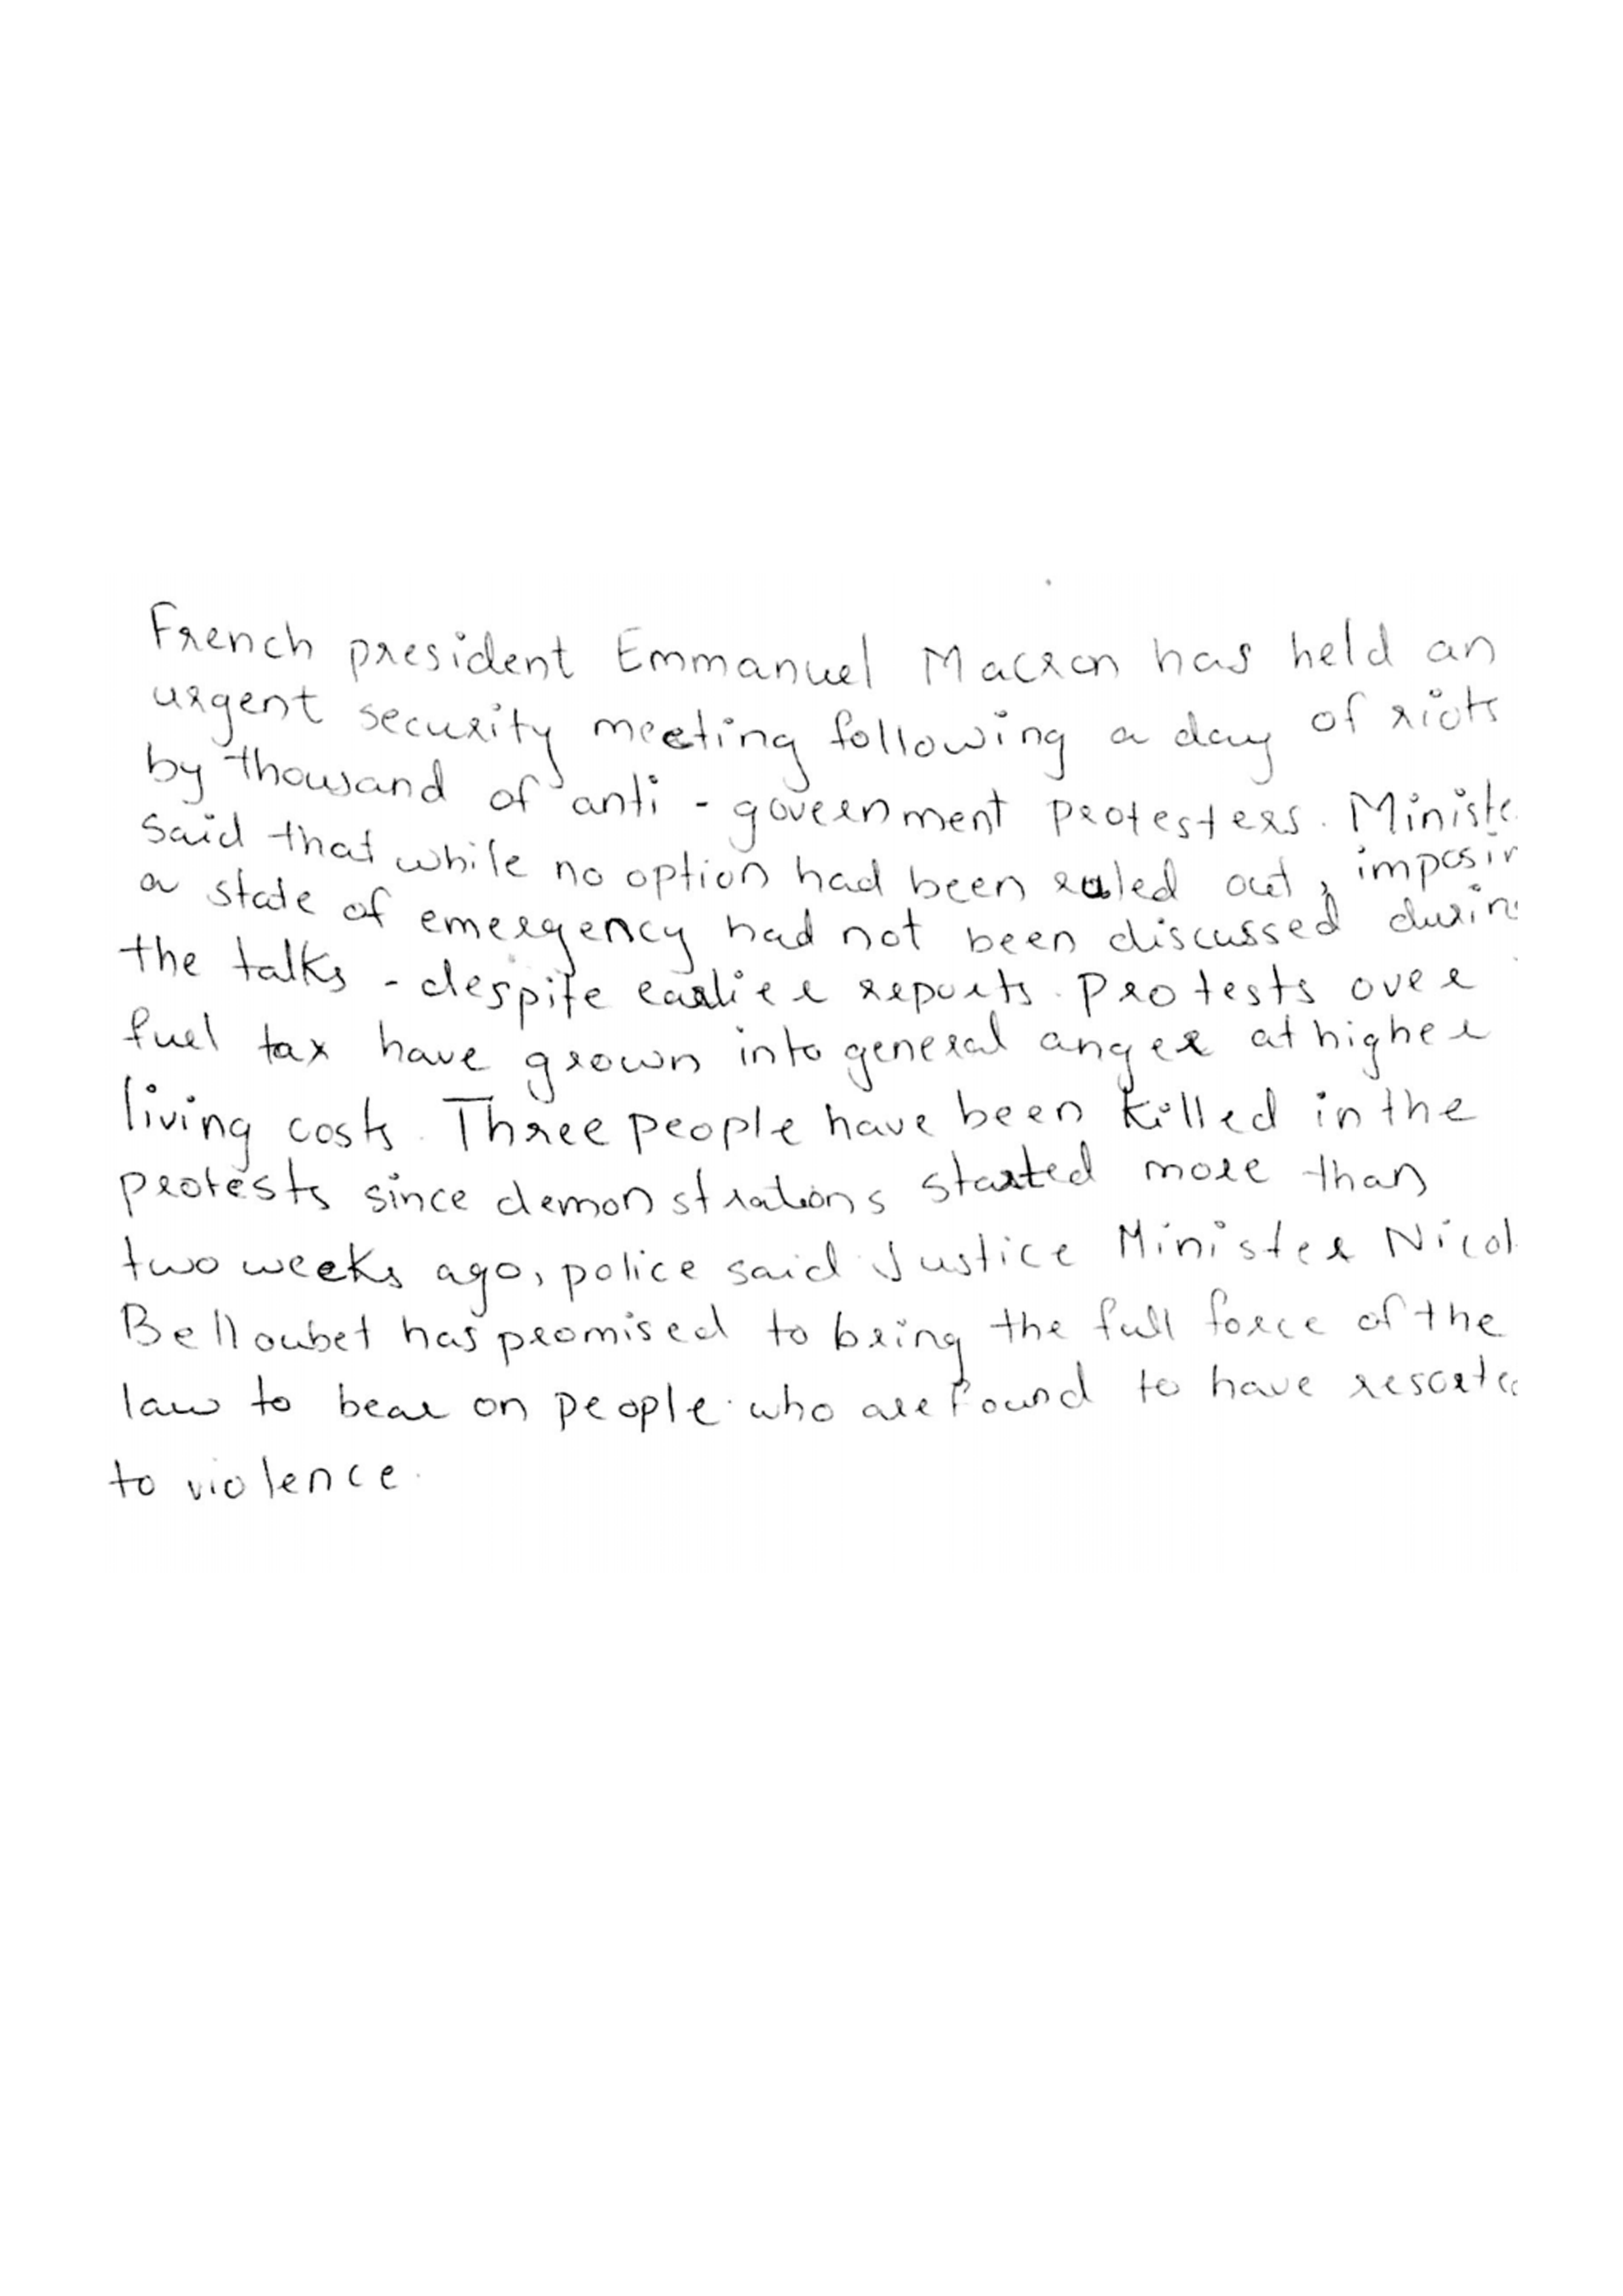 French president Emmanuel Macron has held an
urgent security meeting following a day of riots
by thousand of anti - government protesters. Ministe
said that while no option had been ruled out, imposin
a state of emergency had not been discussed durin
the talks - despite earlier reports. Protests over
fuel tax have grown into general anger at higher
living costs. Three people have been killed in the
protests since demonstrations started more than
two weeks ago, police said Justice Minister Nicol
Belloubet has promised to bring the full force of the
law to bear on people who are found to have resorte
to violence.